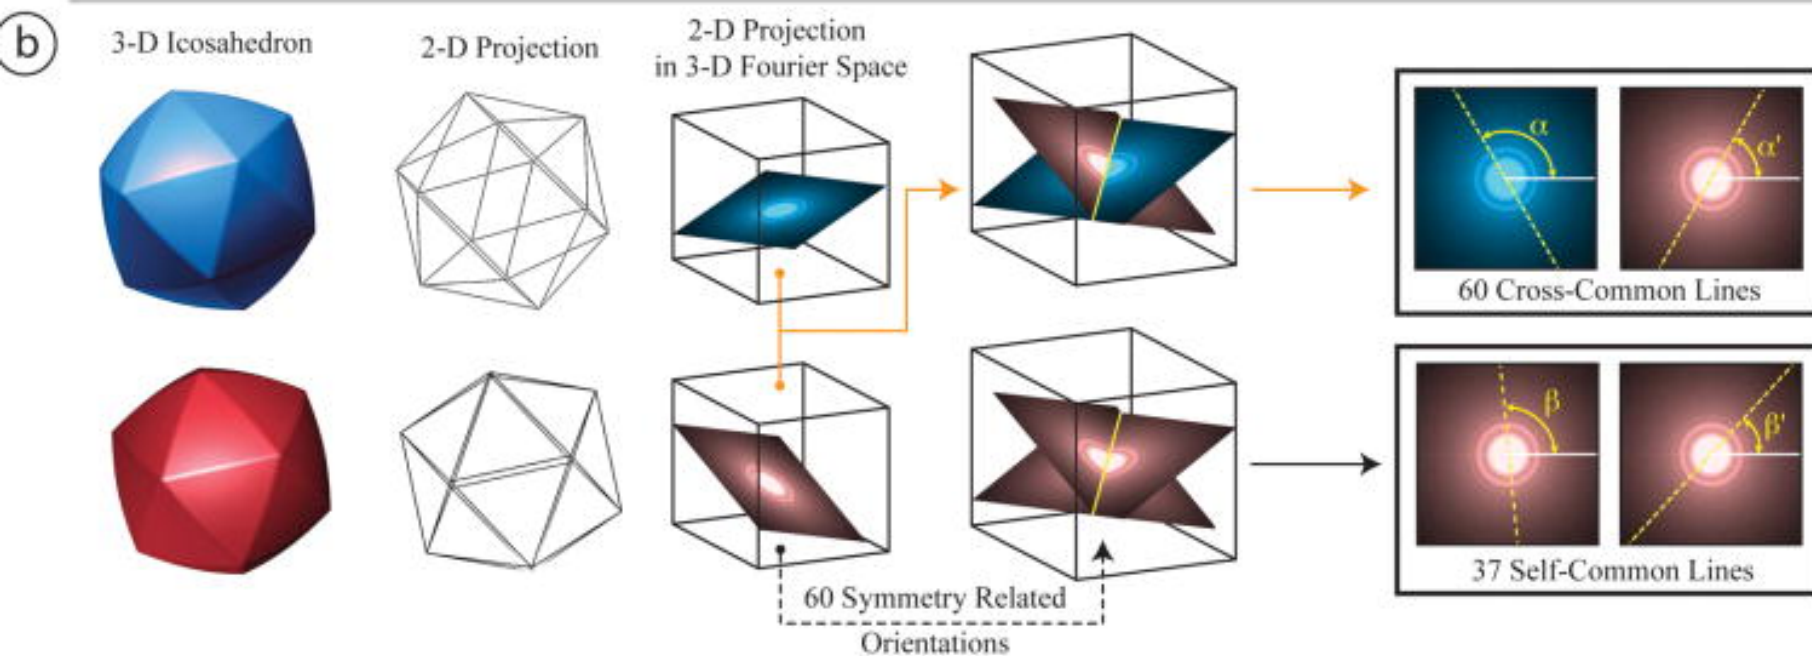 b
3-D Icosahedron
2-D Projection
2-D Projection
in 3-D Fourier Space
α
α'
60 Cross-Common Lines
β
β'
37 Self-Common Lines
60 Symmetry Related
Orientations